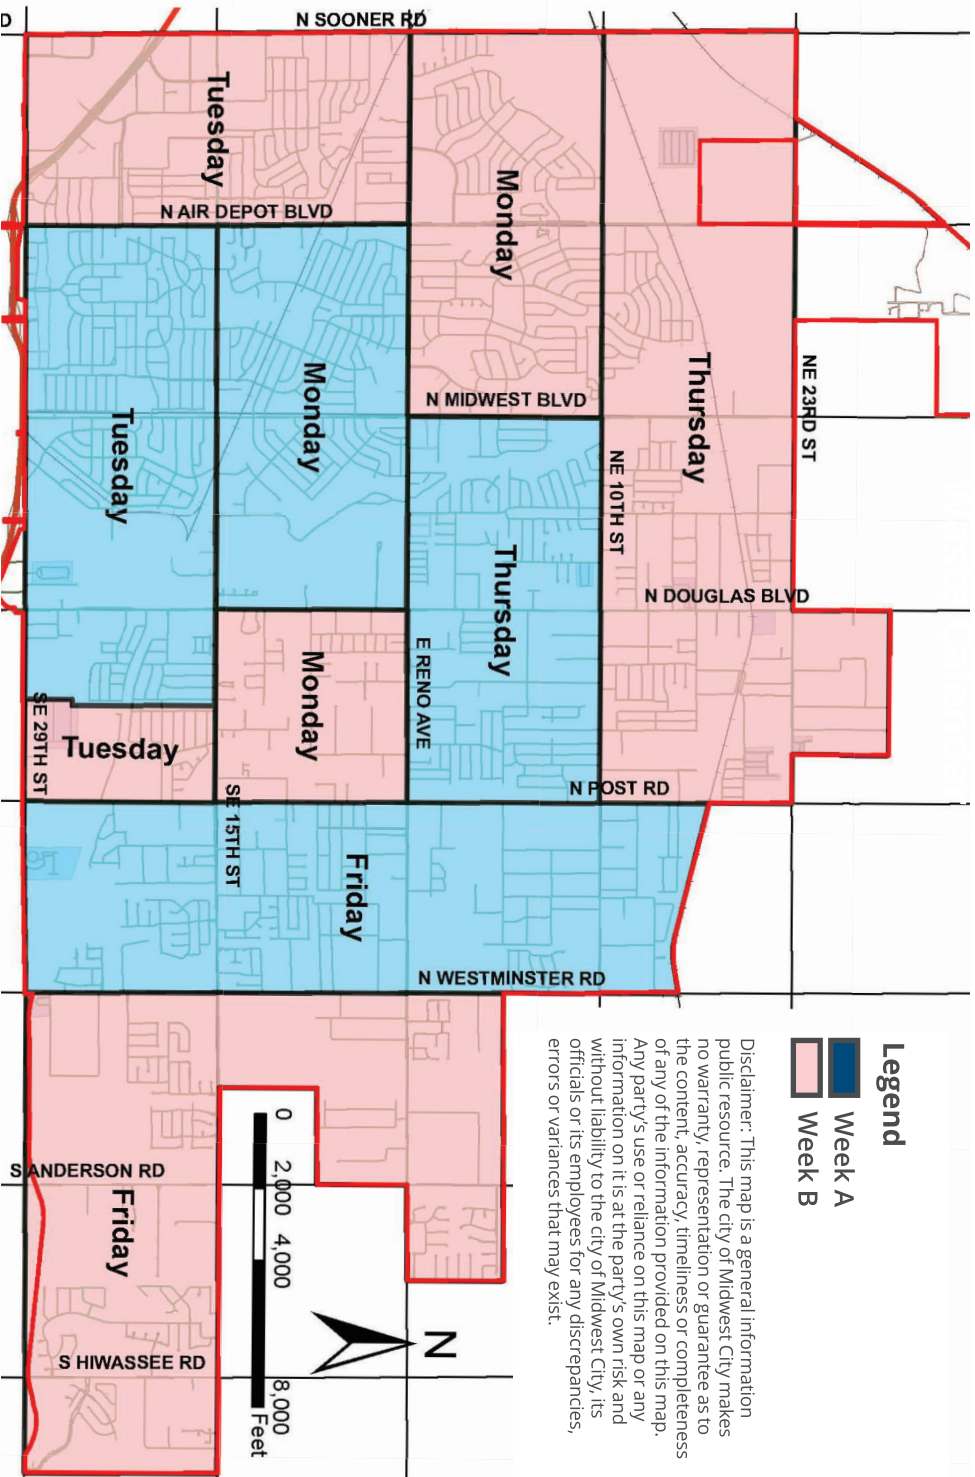 D
N SOONER RD
Tuesday
N AIR DEPOT BLVD
Monday
N MIDWEST BLVD
Thursday
NE 23RD ST
NE 10TH ST
Tuesday
Monday
Thursday
N DOUGLAS BLVD
E RENO AVE
Monday
Tuesday
SE 29TH ST
N POST RD
SE 15TH ST
Friday
N WESTMINSTER RD
S ANDERSON RD
Friday
S HIWASSEE RD
Legend
Week A
Week B
Disclaimer: This map is a general information
public resource. The city of Midwest City makes
no warranty, representation or guarantee as to
the content, accuracy, timeliness or completeness
of any of the information provided on this map.
Any party's use or reliance on this map or any
information on it is at the party's own risk and
without liability to the city of Midwest City, its
officials or its employees for any discrepancies,
errors or variances that may exist.
N
0 2,000 4,000 8,000
Feet